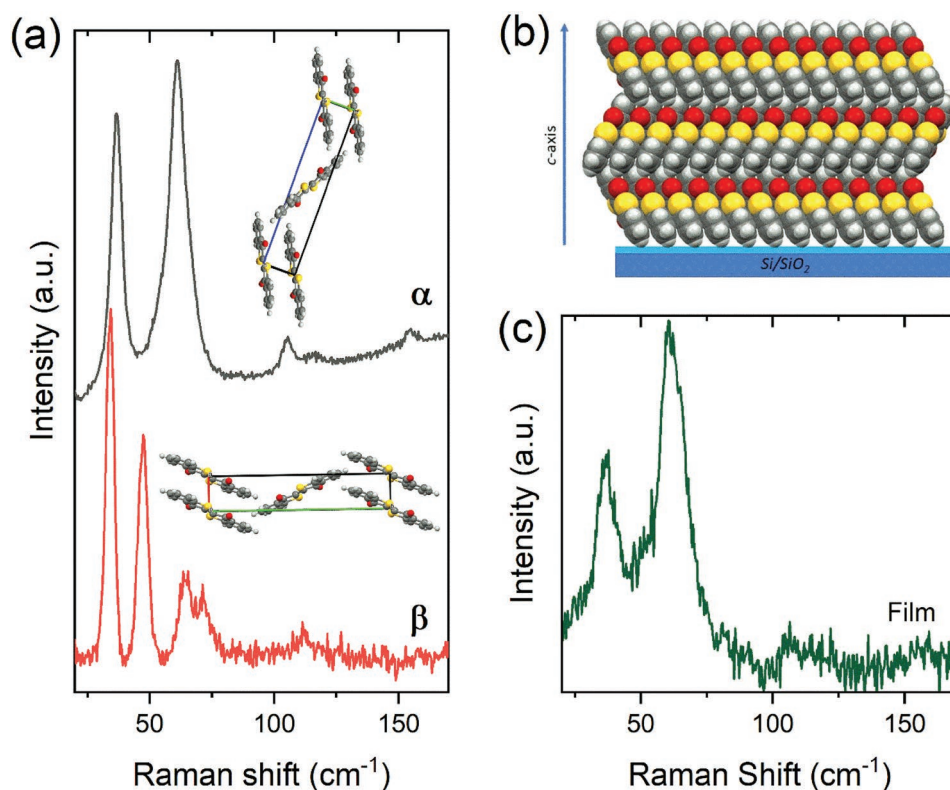 (a)
Intensity (a.u.)
α
β
50
100
150
Raman shift (cm⁻¹)
(b)
c-axis
Si/SiO₂
(c)
Intensity (a.u.)
Film
50
100
150
Raman Shift (cm⁻¹)